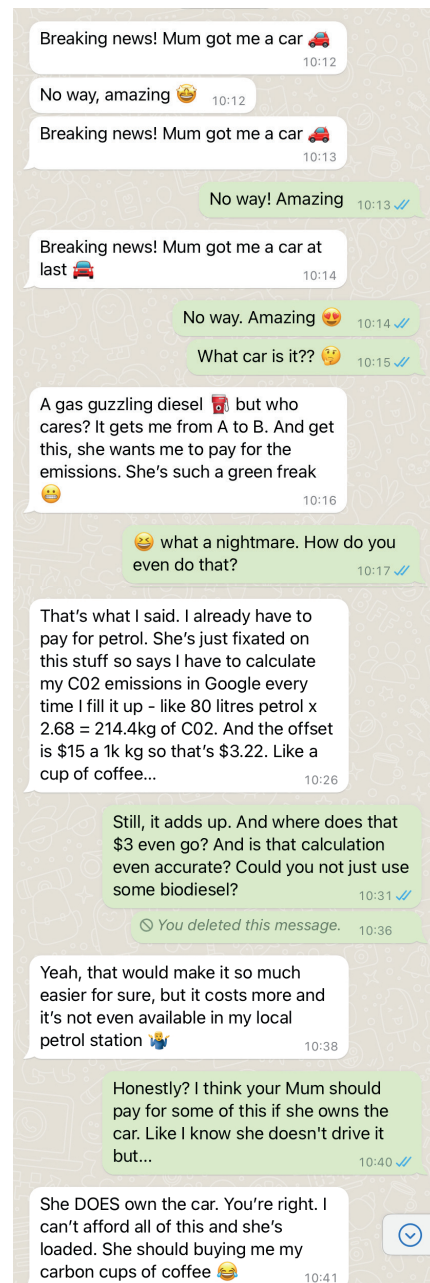 Breaking news! Mum got me a car 🚗
10:12
No way, amazing 🤩 10:12
Breaking news! Mum got me a car 🚗
10:13
No way! Amazing 10:13
Breaking news! Mum got me a car at
last 🚘
10:14
No way. Amazing 😍 10:14
What car is it?? 🤔 10:15
A gas guzzling diesel ⛽ but who
cares? It gets me from A to B. And get
this, she wants me to pay for the
emissions. She's such a green freak
😬
10:16
😆 what a nightmare. How do you
even do that?
10:17
That's what I said. I already have to
pay for petrol. She's just fixated on
this stuff so says I have to calculate
my C02 emissions in Google every
time I fill it up - like 80 litres petrol x
2.68 = 214.4kg of C02. And the offset
is $15 a 1k kg so that's $3.22. Like a
cup of coffee...
10:26
Still, it adds up. And where does that
$3 even go? And is that calculation
even accurate? Could you not just use
some biodiesel?
10:31
You deleted this message. 10:36
Yeah, that would make it so much
easier for sure, but it costs more and
it's not even available in my local
petrol station 🤷‍♂️
10:38
Honestly? I think your Mum should
pay for some of this if she owns the
car. Like I know she doesn't drive it
but...
10:40
She DOES own the car. You're right. I
can't afford all of this and she's
loaded. She should buying me my
carbon cups of coffee 😂
10:41